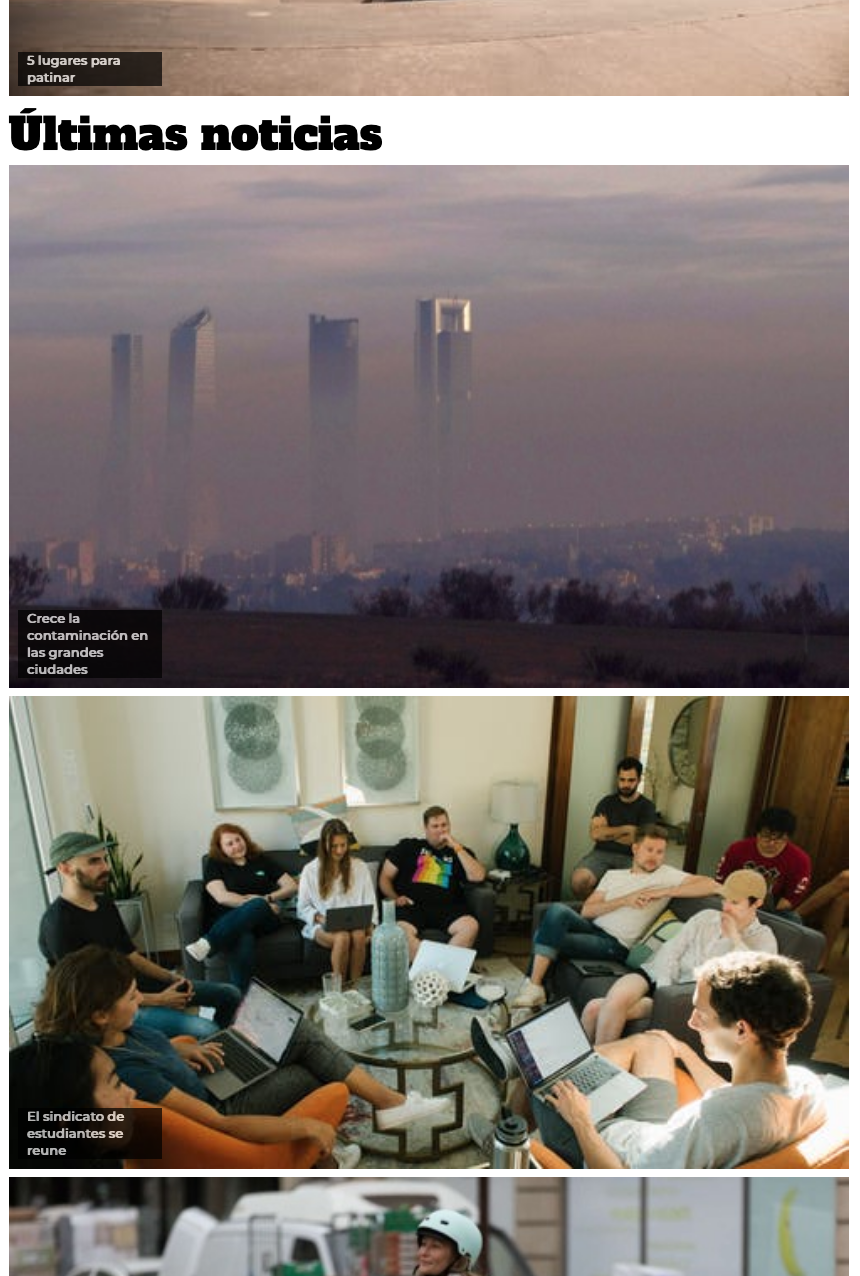 5 lugares para
patinar
Últimas noticias
Crece la
contaminación en
las grandes
ciudades
El sindicato de
estudiantes se
reune